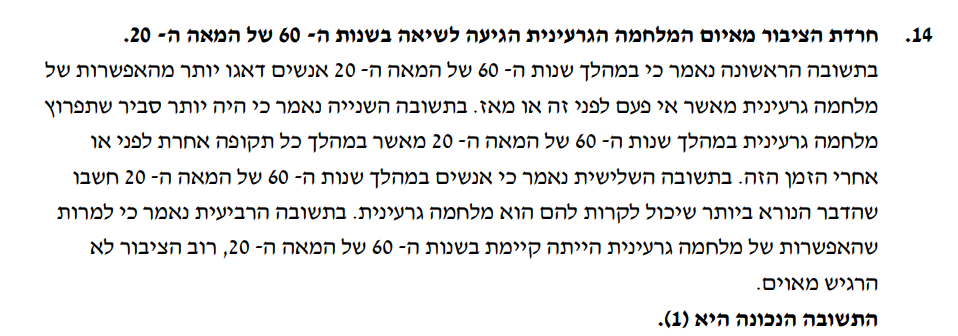 14. חרדת הציבור מאיום המלחמה הגרעינית הגיעה לשיאה בשנות ה- 60 של המאה ה- 20.
בתשובה הראשונה נאמר כי במהלך שנות ה- 60 של המאה ה- 20 אנשים דאגו יותר מהאפשרות של
מלחמה גרעינית מאשר אי פעם לפני זה או מאז. בתשובה השנייה נאמר כי היה יותר סביר שתפרוץ
מלחמה גרעינית במהלך שנות ה- 60 של המאה ה- 20 מאשר במהלך כל תקופה אחרת לפני או
אחרי הזמן הזה. בתשובה השלישית נאמר כי אנשים במהלך שנות ה- 60 של המאה ה- 20 חשבו
שהדבר הנורא ביותר שיכול לקרות להם הוא מלחמה גרעינית. בתשובה הרביעית נאמר כי למרות
שהאפשרות של מלחמה גרעינית הייתה קיימת בשנות ה- 60 של המאה ה- 20, רוב הציבור לא
הרגיש מאוים.
התשובה הנכונה היא (1).